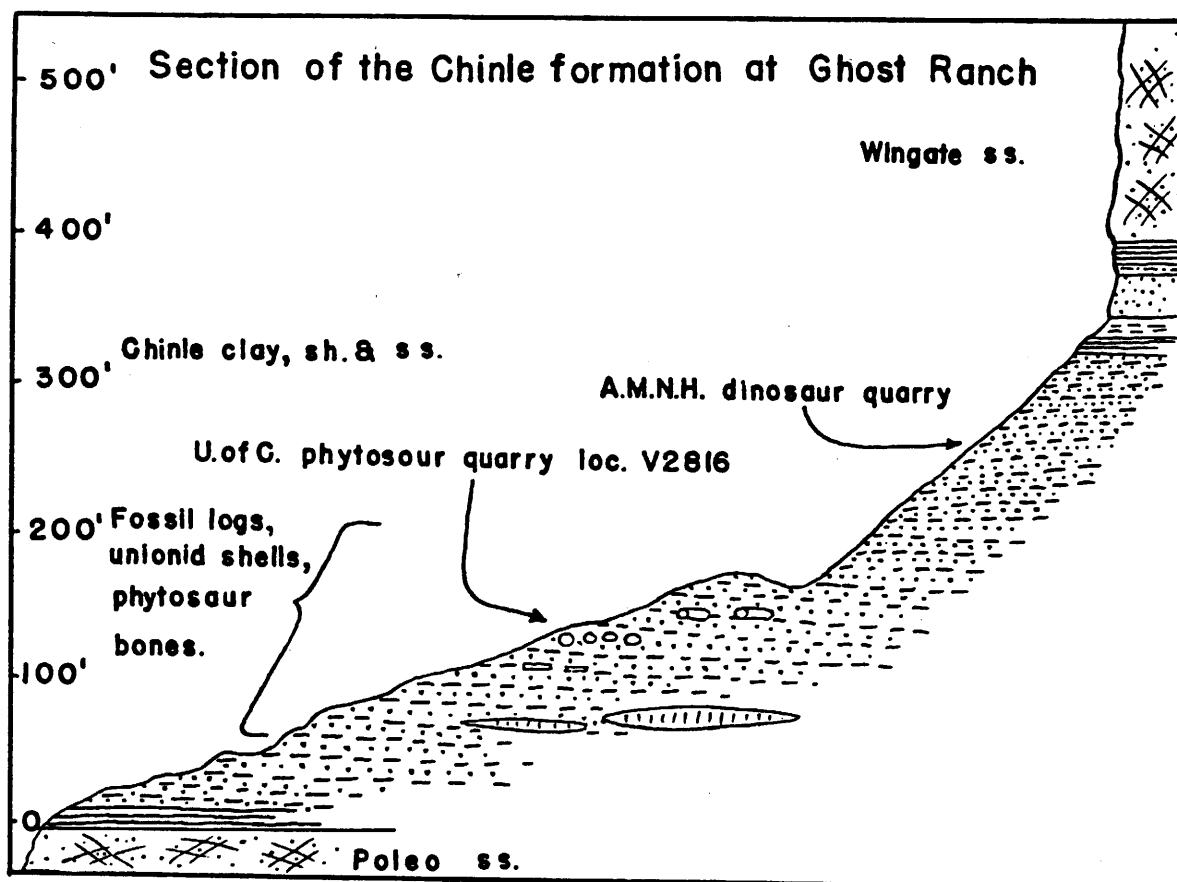 Section of the Chinle formation at Ghost Ranch
500'
Wingate ss.
400'
Chinle clay, sh. & ss.
300'
A.M.N.H. dinosaur quarry
U. of C. phytosour quarry loc. V2816
200'
Fossil logs,
unionid shells,
phytosaur
bones.
100'
0
Poleo ss.